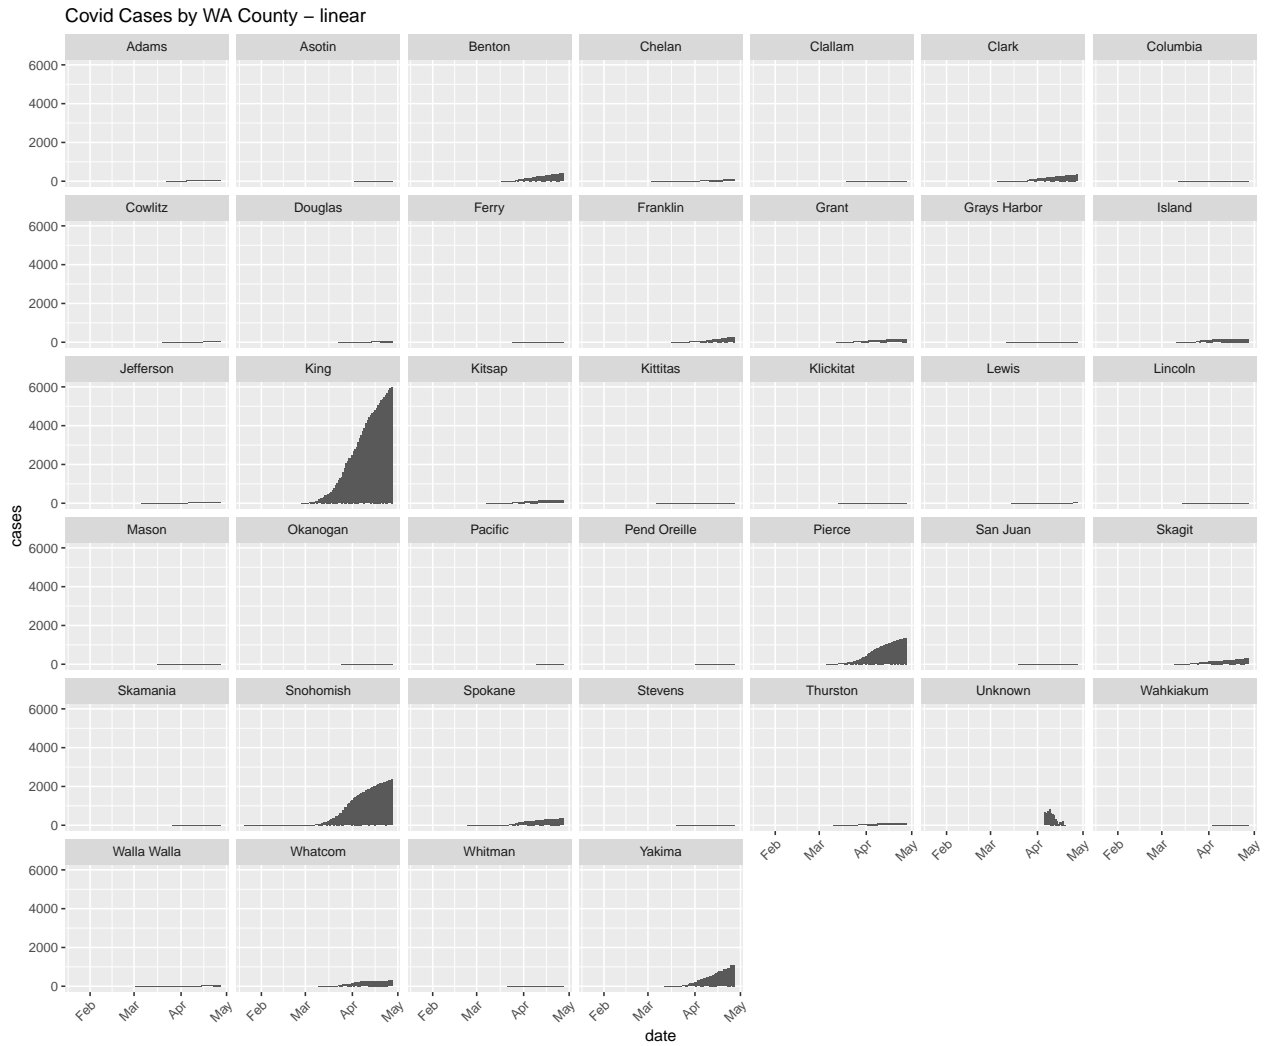 Covid Cases by WA County – linear
Adams Asotin Benton Chelan Clallam Clark Columbia
6000
4000
2000
0
Cowlitz Douglas Ferry Franklin Grant Grays Harbor Island
6000
4000
2000
0
Jefferson King Kitsap Kittitas Klickitat Lewis Lincoln
6000
4000
2000
0
cases
Mason Okanogan Pacific Pend Oreille Pierce San Juan Skagit
6000
4000
2000
0
Skamania Snohomish Spokane Stevens Thurston Unknown Wahkiakum
6000
4000
2000
0
Feb Mar Apr May Feb Mar Apr May Feb Mar Apr May
Walla Walla Whatcom Whitman Yakima
6000
4000
2000
0
Feb Mar Apr May Feb Mar Apr May Feb Mar Apr May Feb Mar Apr May
date